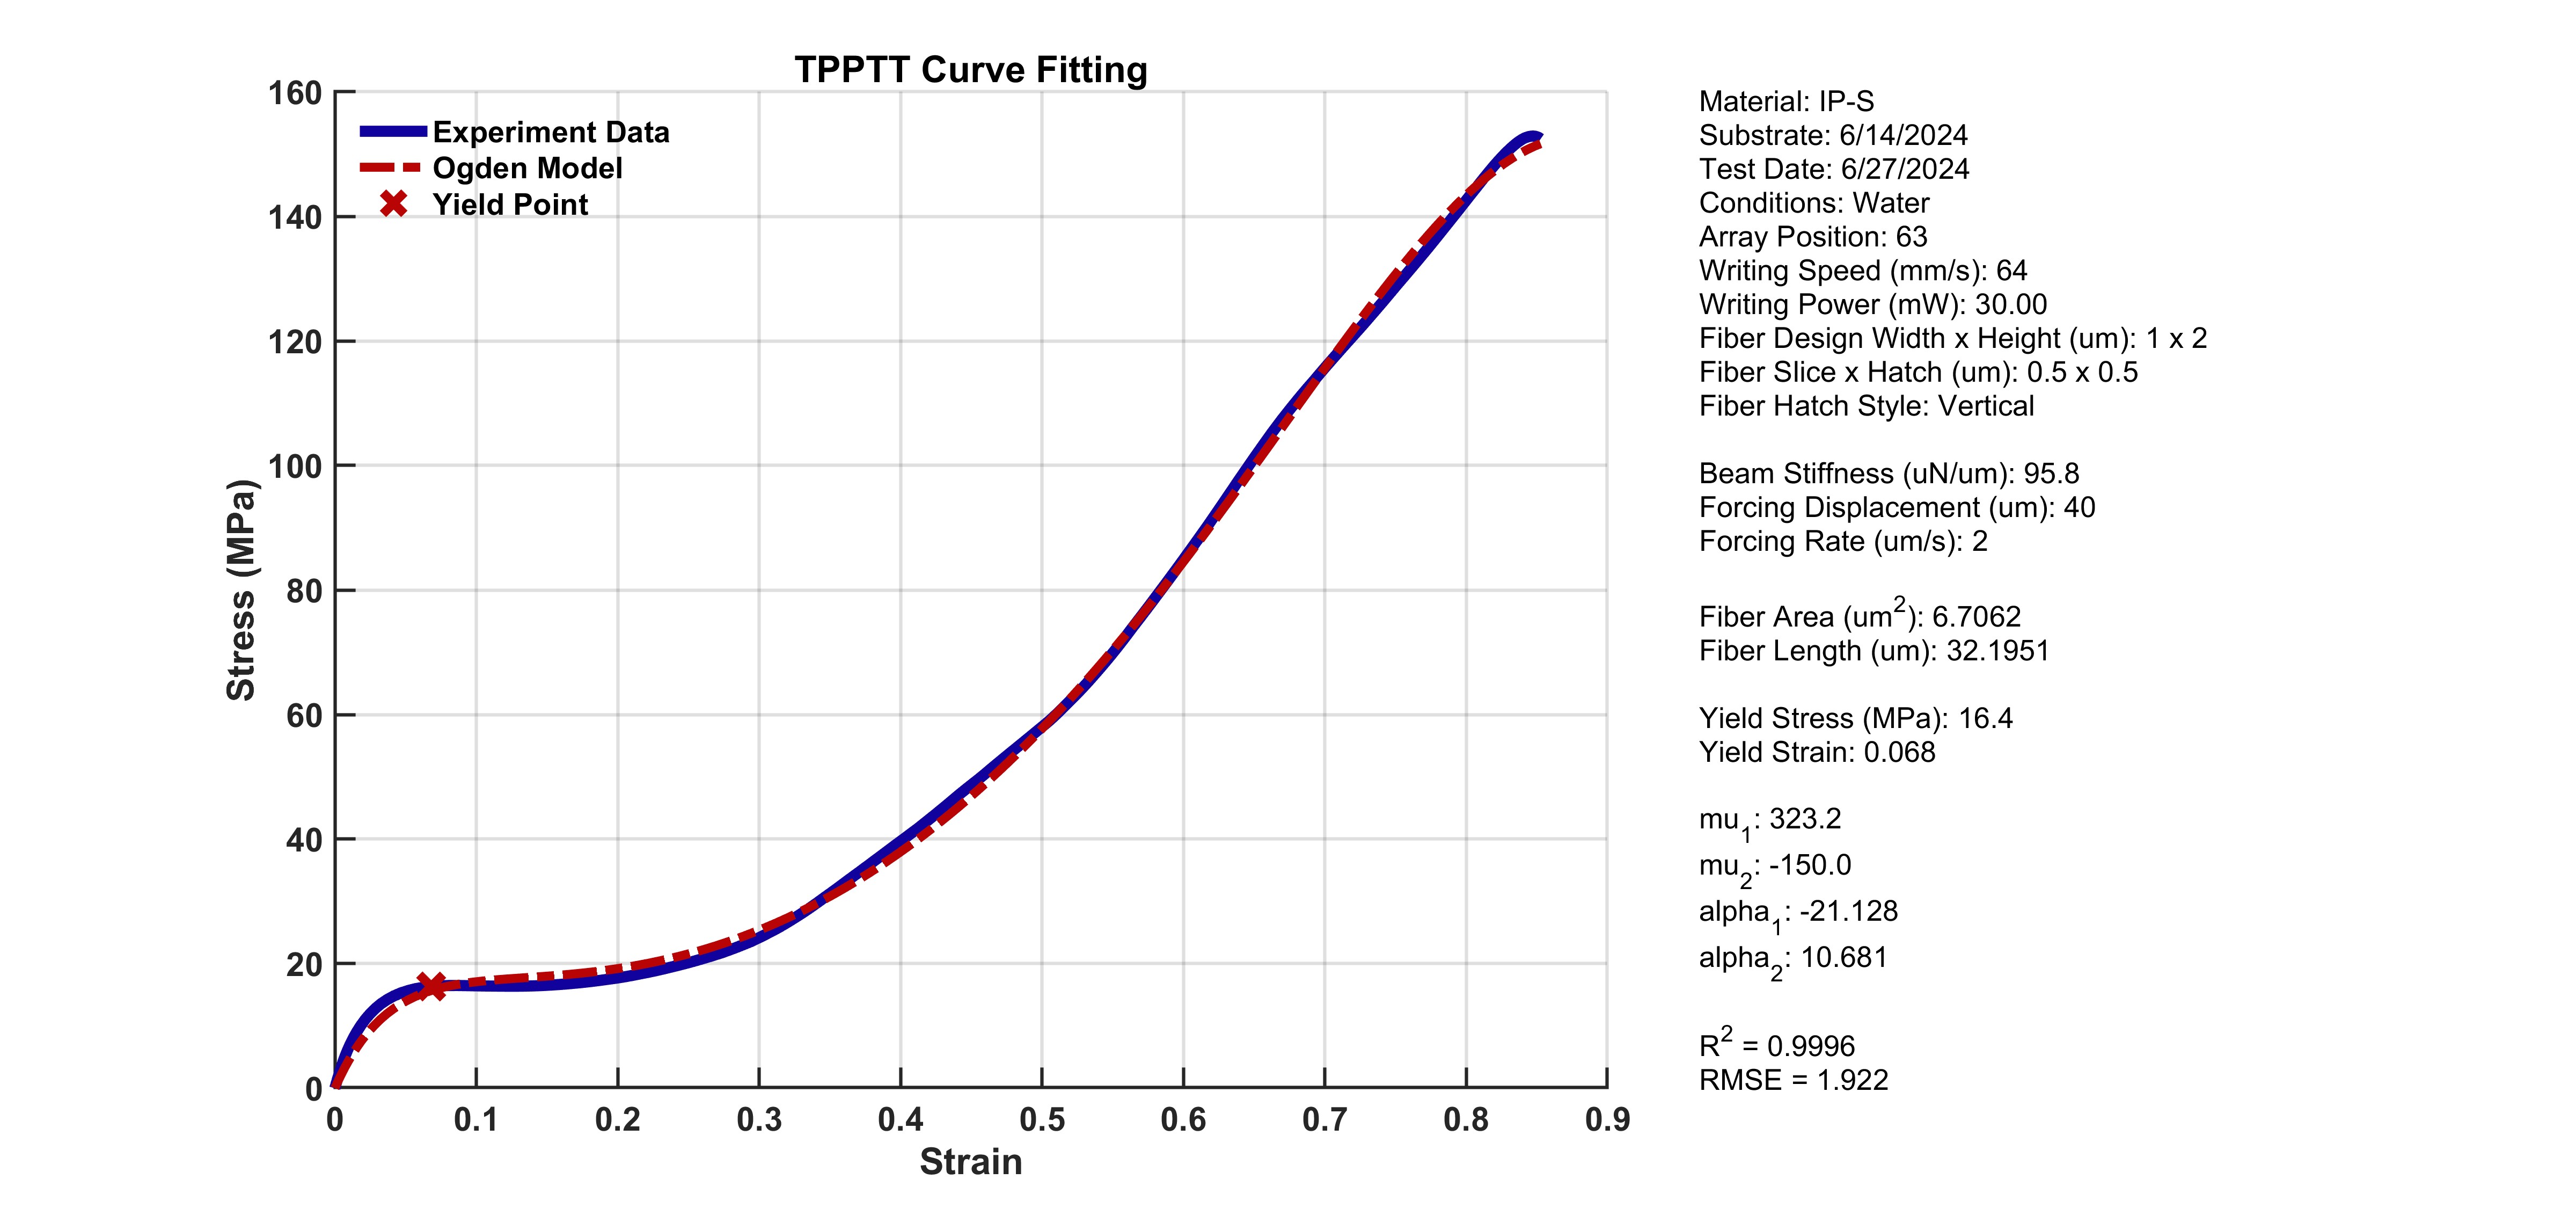 TPPTT Curve Fitting
160
140
120
100
80
60
40
20
0
Stress (MPa)
Experiment Data
Ogden Model
Yield Point
0 0.1 0.2 0.3 0.4 0.5 0.6 0.7 0.8 0.9
Strain
Material: IP-S
Substrate: 6/14/2024
Test Date: 6/27/2024
Conditions: Water
Array Position: 63
Writing Speed (mm/s): 64
Writing Power (mW): 30.00
Fiber Design Width x Height (um): 1 x 2
Fiber Slice x Hatch (um): 0.5 x 0.5
Fiber Hatch Style: Vertical
Beam Stiffness (uN/um): 95.8
Forcing Displacement (um): 40
Forcing Rate (um/s): 2
Fiber Area (um²): 6.7062
Fiber Length (um): 32.1951
Yield Stress (MPa): 16.4
Yield Strain: 0.068
mu₁: 323.2
mu₂: -150.0
alpha₁: -21.128
alpha₂: 10.681
R² = 0.9996
RMSE = 1.922